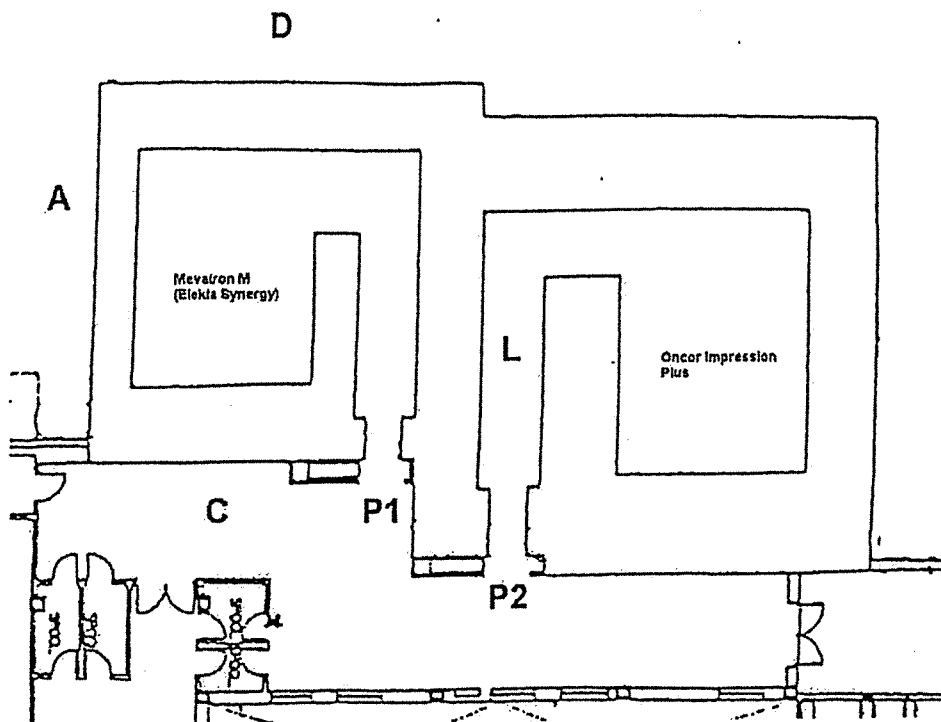 D
A
Mevatron M
(Elekta Synergy)
L
Oncor Impression
Plus
C
P1
P2